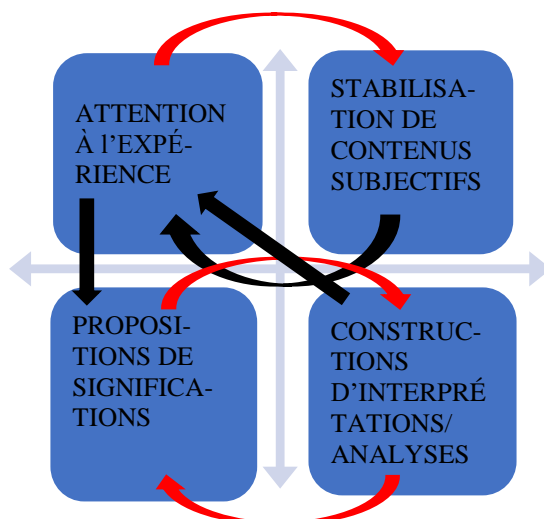 ATTENTION
À l’EXPÉ-
RIENCE
STABILISA-
TION DE
CONTENUS
SUBJECTIFS
PROPOSI-
TIONS DE
SIGNIFICA-
TIONS
CONSTRUC-
TIONS
D’INTERPRÉ
TATIONS/
ANALYSES